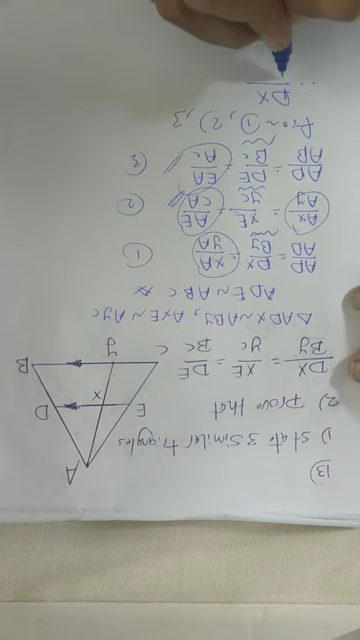 13)
1) State 3 Similar triangles
2) Prove that
DX/BY = XE/YC = DE/BC
A
D X E
B Y C
ΔADX ~ ABY, AXE ~ AYC
ADE ~ ABC
AD/AB = DX/BY = XA/YA ①
AX/AY = XE/YC = AE/CA ②
AD/AB = DE/BC = EA/CA ③
From ①, ②, 3
∴ DX